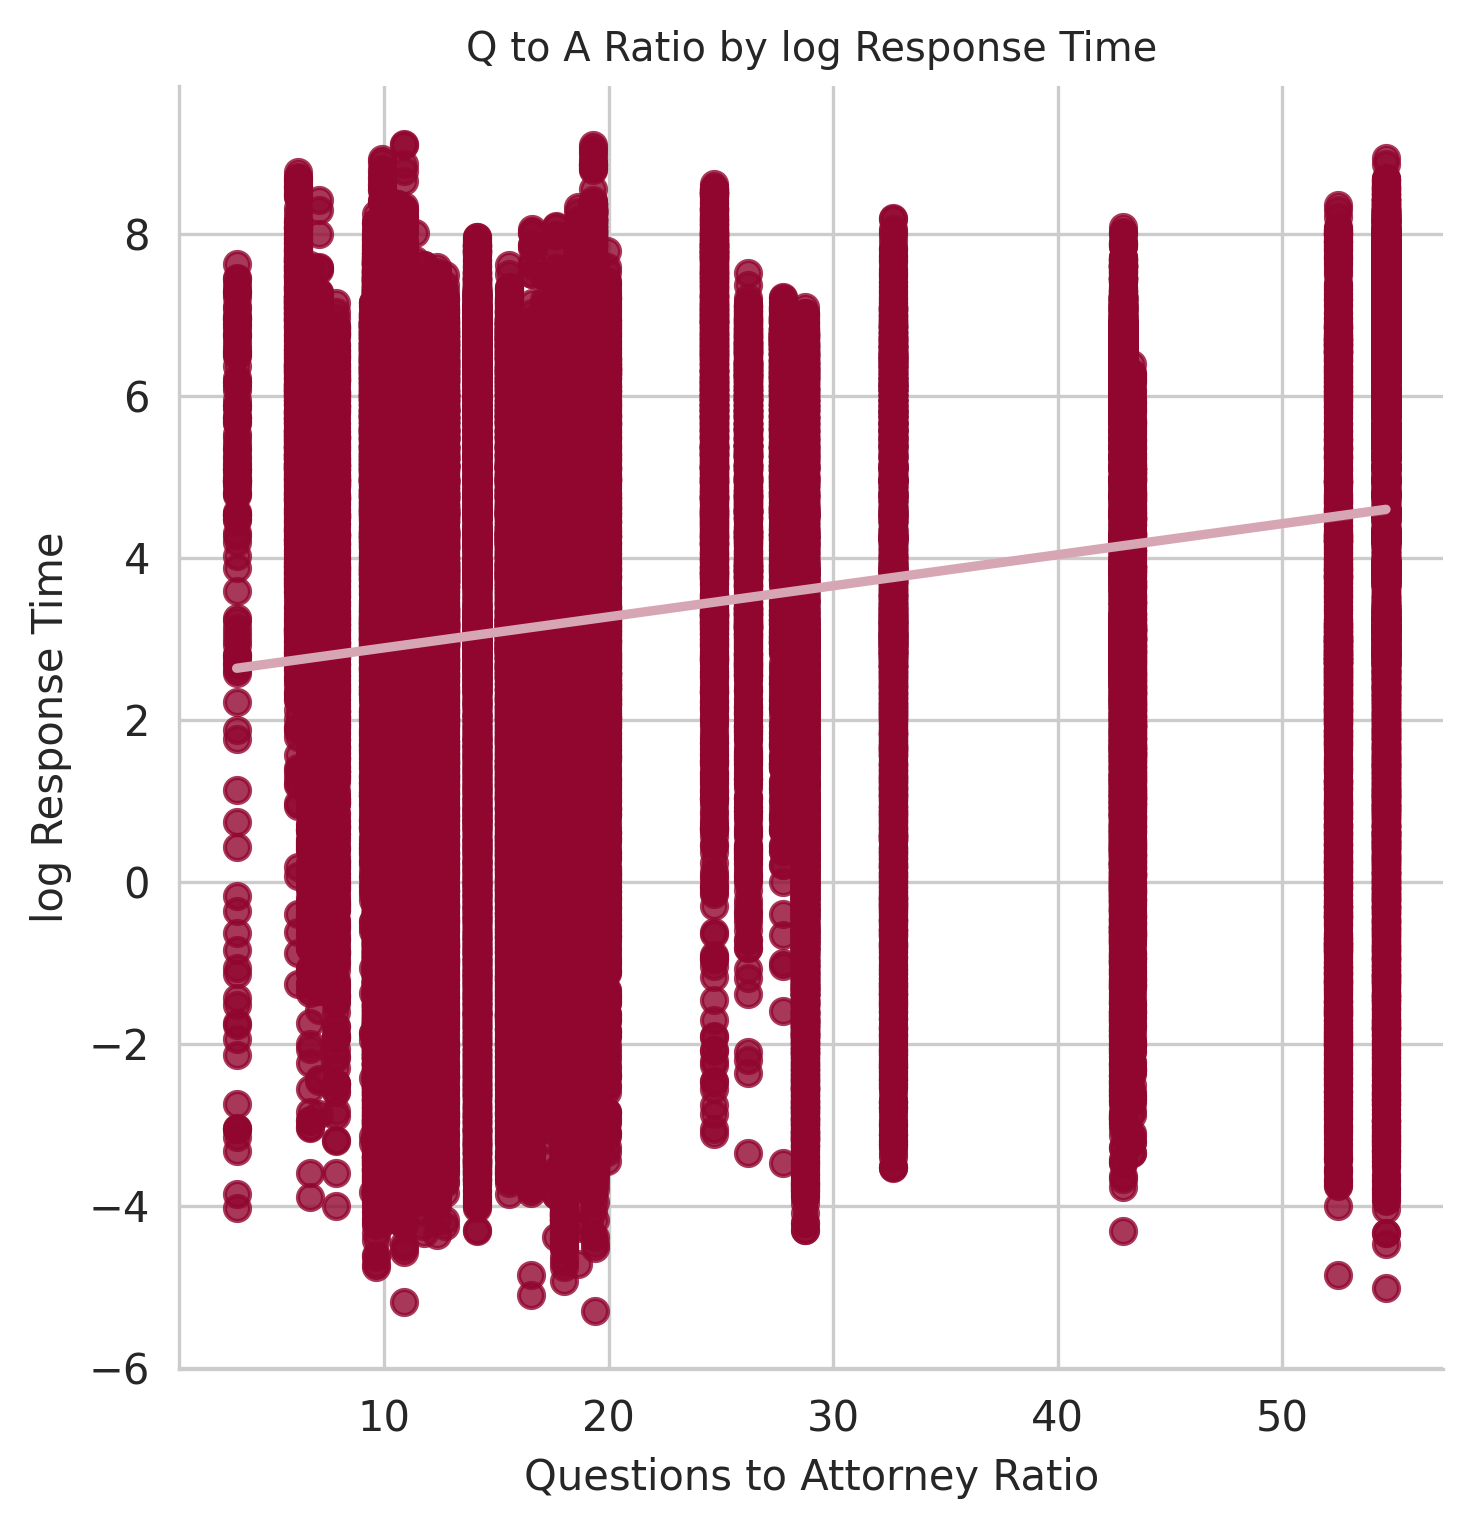 Q to A Ratio by log Response Time
log Response Time
8
6
4
2
0
−2
−4
−6
10 20 30 40 50
Questions to Attorney Ratio